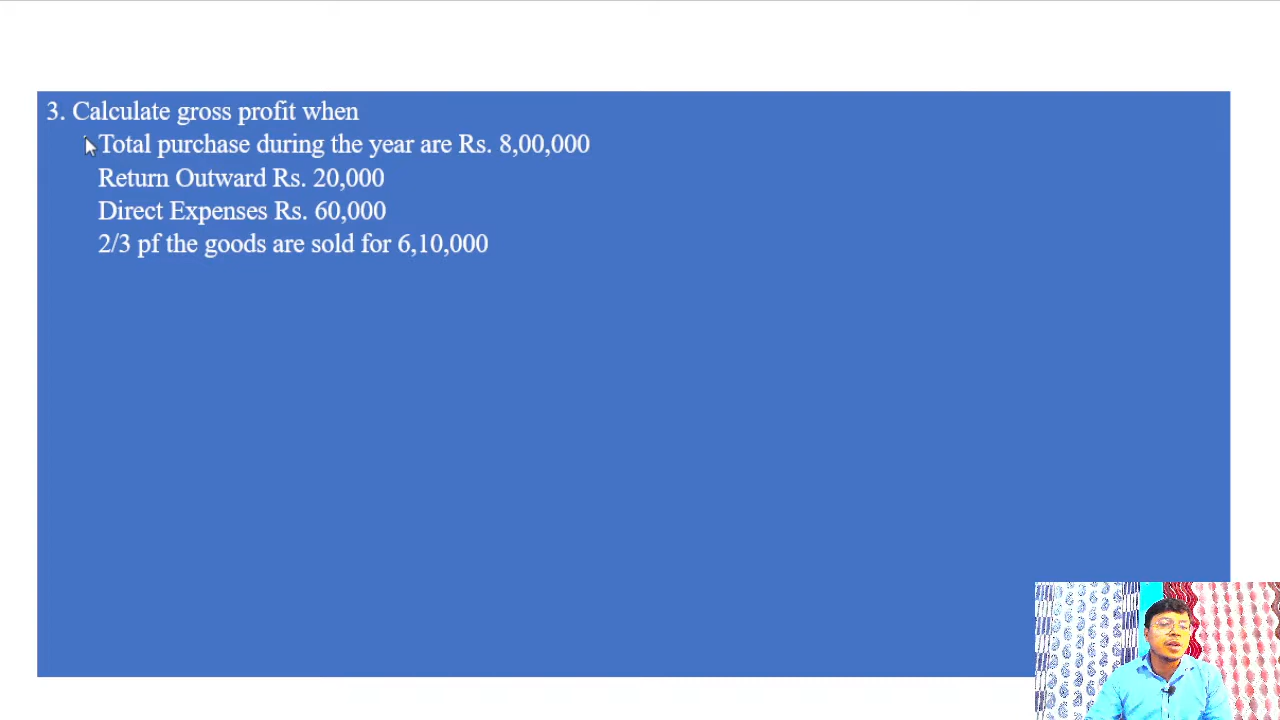 3. Calculate gross profit when
Total purchase during the year are Rs. 8,00,000
Return Outward Rs. 20,000
Direct Expenses Rs. 60,000
2/3 pf the goods are sold for 6,10,000